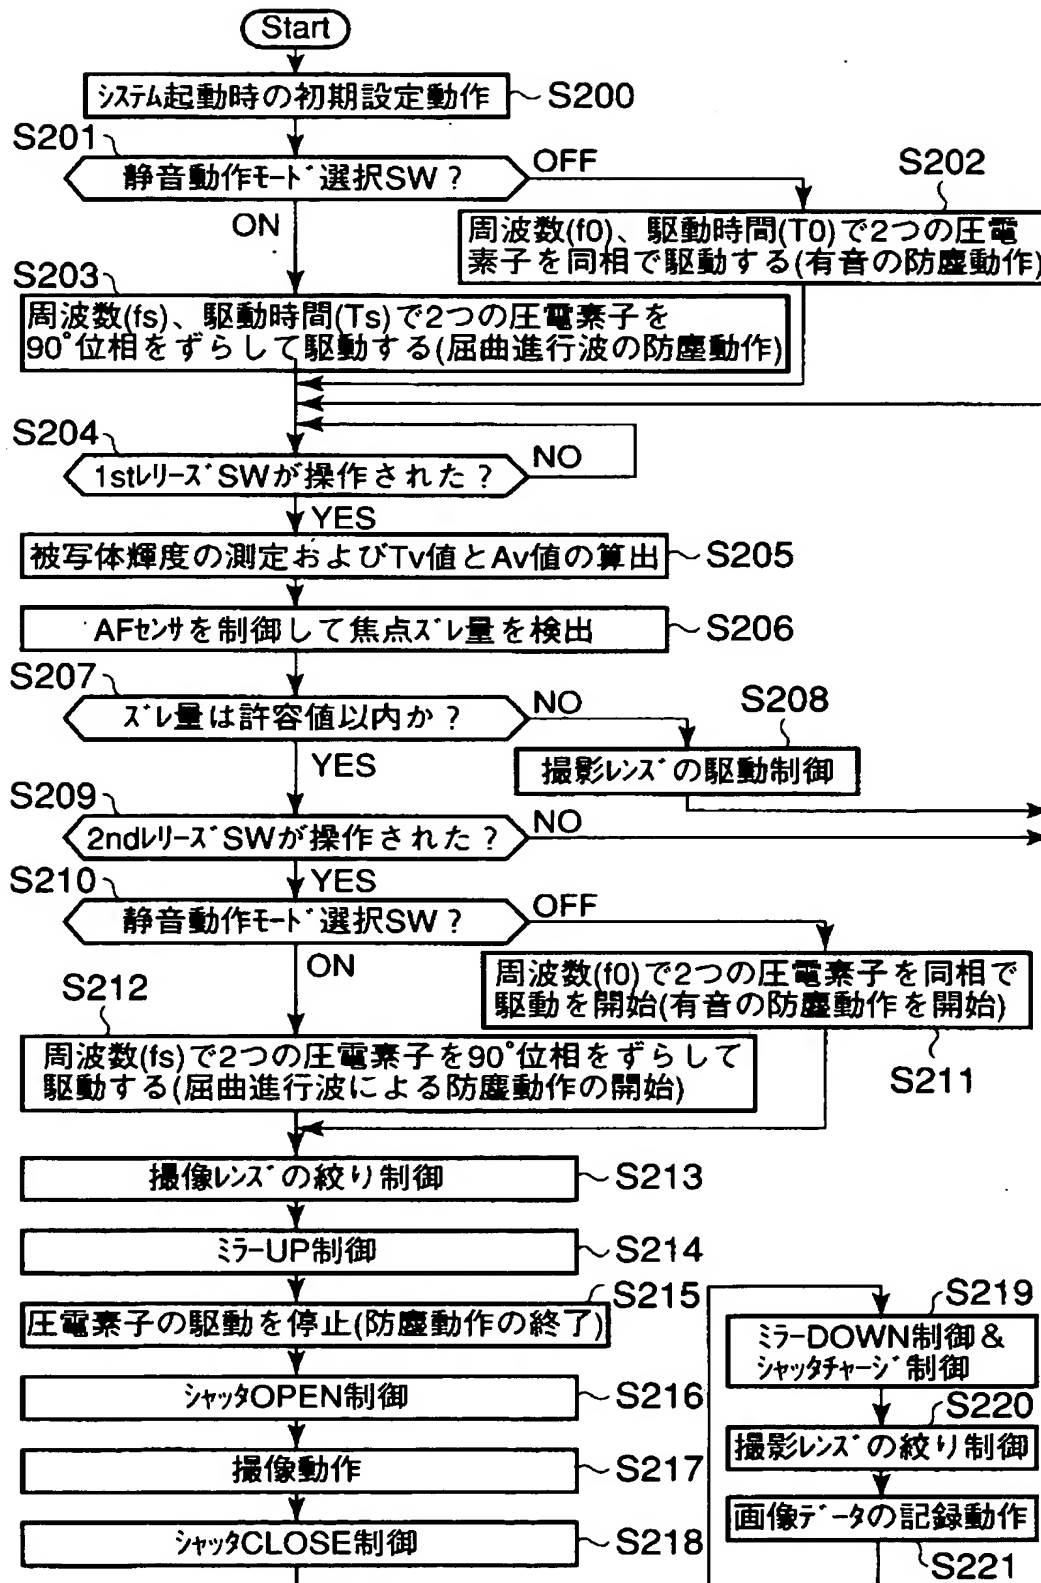 Start
システム起動時の初期設定動作
S200
S201
静音動作モード選択SW?
OFF
ON
S202
周波数(f0)、駆動時間(T0)で2つの圧電
素子を同相で駆動する(有音の防塵動作)
S203
周波数(fs)、駆動時間(Ts)で2つの圧電素子を
90°位相をずらして駆動する(屈曲進行波の防塵動作)
S204
1stレリーズSWが操作された?
NO
YES
被写体輝度の測定およびTv値とAv値の算出
S205
AFセンサを制御して焦点ズレ量を検出
S206
S207
ズレ量は許容値以内か?
NO
YES
S208
撮影レンズの駆動制御
S209
2ndレリーズSWが操作された?
NO
YES
S210
静音動作モード選択SW?
OFF
ON
周波数(f0)で2つの圧電素子を同相で
駆動を開始(有音の防塵動作を開始)
S211
S212
周波数(fs)で2つの圧電素子を90°位相をずらして
駆動する(屈曲進行波による防塵動作の開始)
撮像レンズの絞り制御
S213
ミラーUP制御
S214
圧電素子の駆動を停止(防塵動作の終了)
S215
シャッタOPEN制御
S216
撮像動作
S217
シャッタCLOSE制御
S218
S219
ミラーDOWN制御&
シャッタチャージ制御
S220
撮影レンズの絞り制御
画像データの記録動作
S221